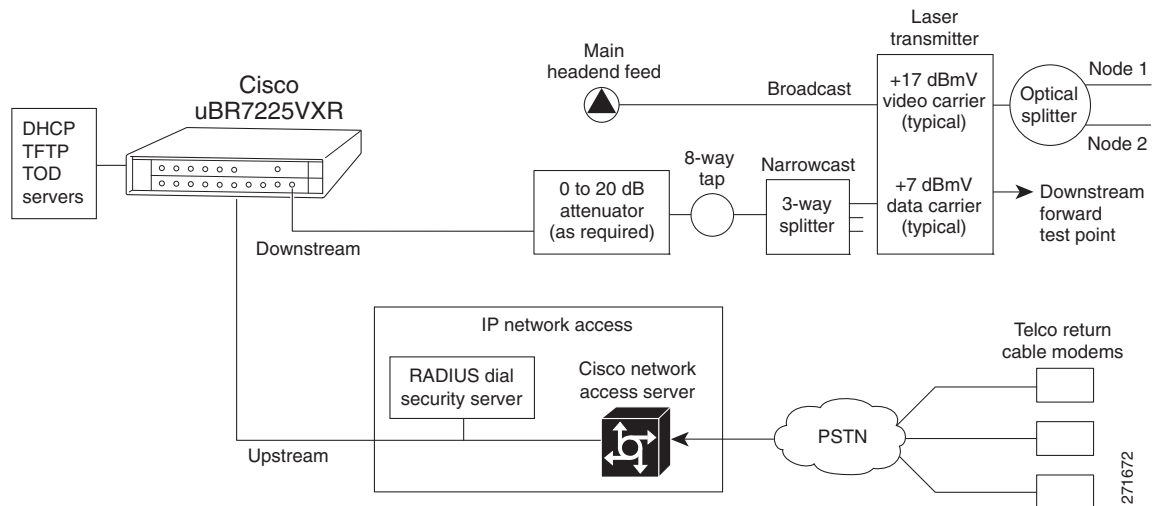 Cisco
uBR7225VXR
DHCP
TFTP
TOD
servers
Downstream
Main
headend feed
Broadcast
Laser
transmitter
+17 dBmV
video carrier
(typical)
Optical
splitter
Node 1
Node 2
0 to 20 dB
attenuator
(as required)
8-way
tap
Narrowcast
3-way
splitter
+7 dBmV
data carrier
(typical)
Downstream
forward
test point
Upstream
IP network access
RADIUS dial
security server
Cisco network
access server
PSTN
Telco return
cable modems
271672